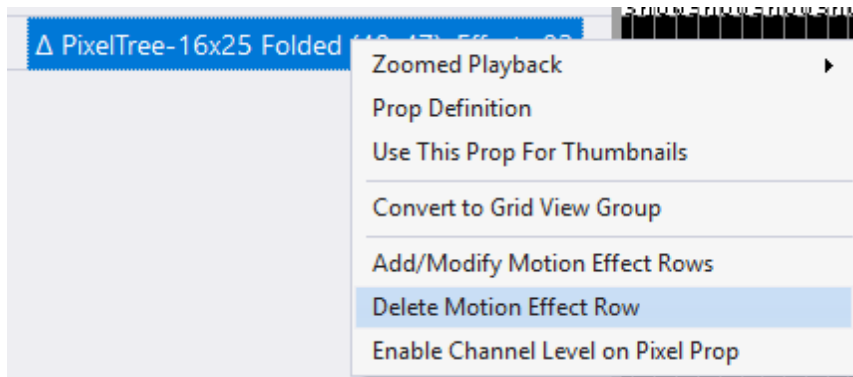 Δ PixelTree-16x25 Folded
Zoomed Playback
Prop Definition
Use This Prop For Thumbnails
Convert to Grid View Group
Add/Modify Motion Effect Rows
Delete Motion Effect Row
Enable Channel Level on Pixel Prop